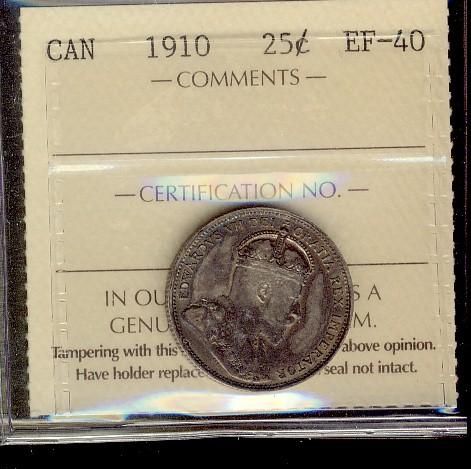 CAN 1910 25¢ EF-40
— COMMENTS —
— CERTIFICATION NO. —
EDWARDVS VII DEI GRATIA REX IMPERATOR
IN OU S A
GENU M.
Tampering with this above opinion.
Have holder replace seal not intact.